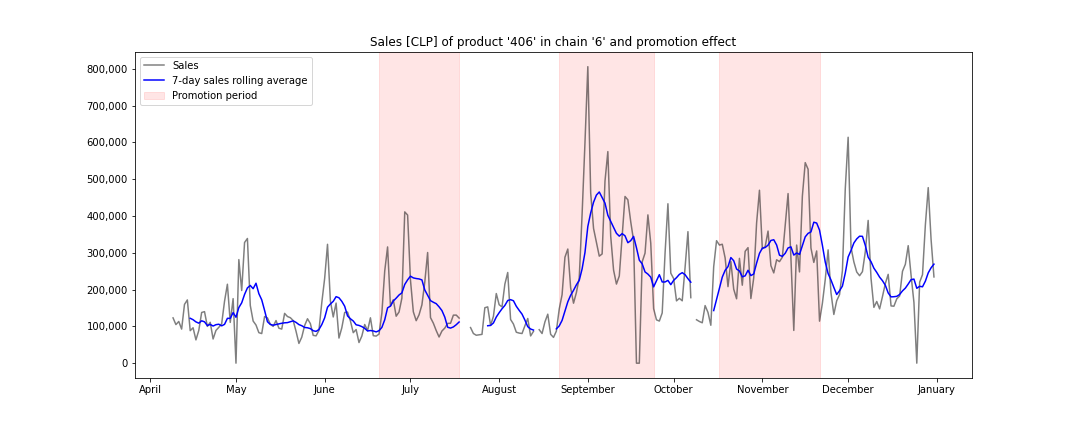 Sales [CLP] of product '406' in chain '6' and promotion effect
Sales
7-day sales rolling average
Promotion period
800,000
700,000
600,000
500,000
400,000
300,000
200,000
100,000
0
April May June July August September October November December January